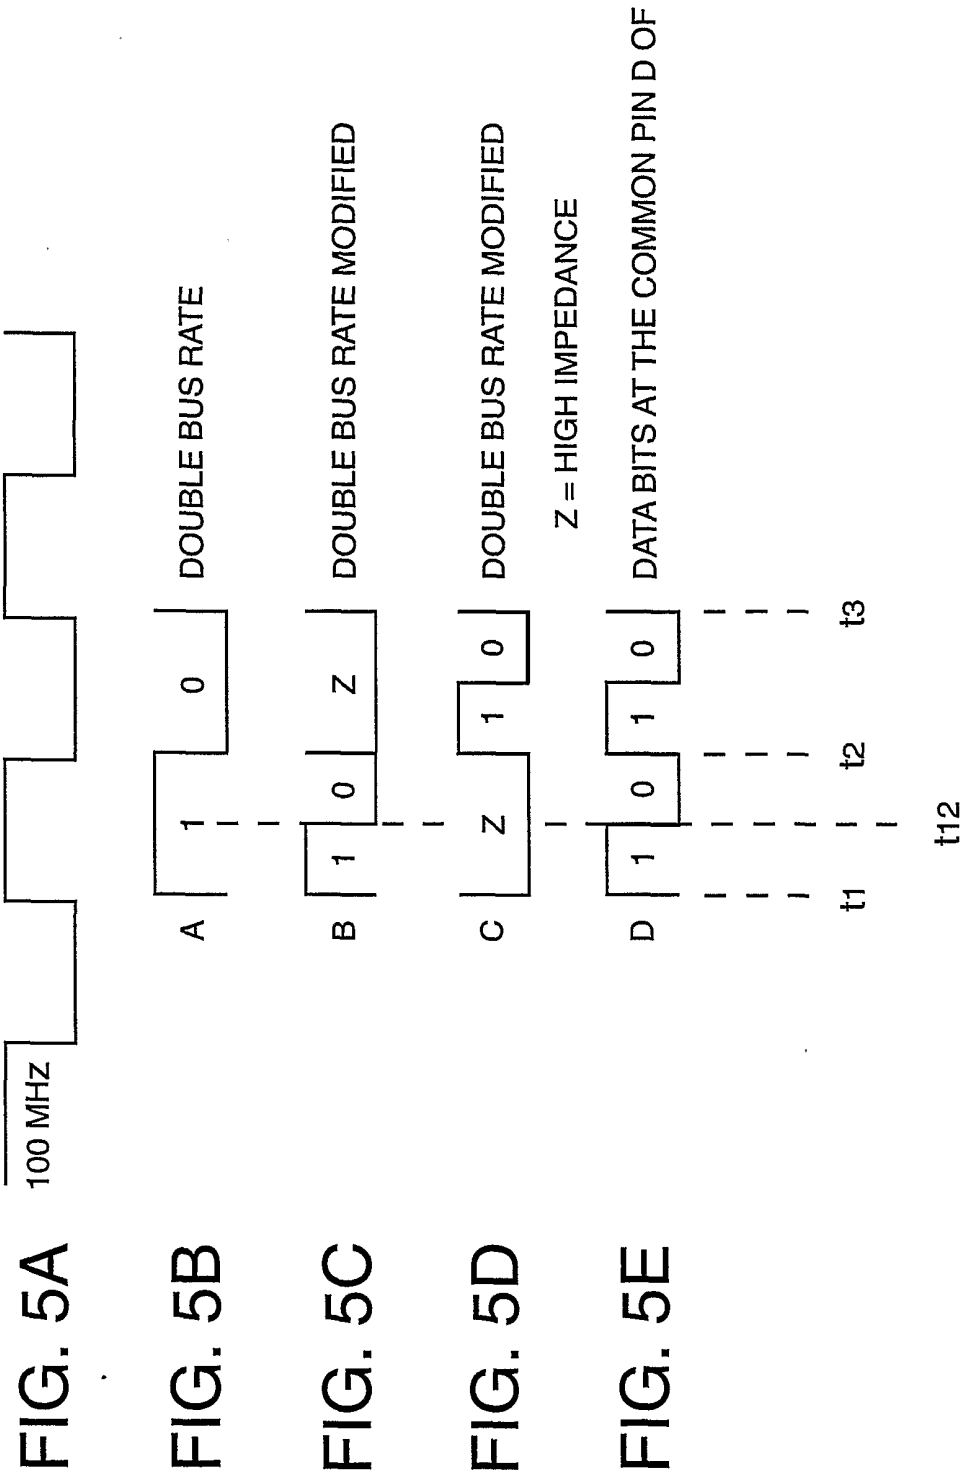 FIG. 5A
100 MHz
FIG. 5B
A 1 0 DOUBLE BUS RATE
FIG. 5C
B 1 0 Z DOUBLE BUS RATE MODIFIED
FIG. 5D
C Z 1 0 DOUBLE BUS RATE MODIFIED
Z = HIGH IMPEDANCE
FIG. 5E
D 1 0 1 0 DATA BITS AT THE COMMON PIN D OF
t1 t2 t3
t12